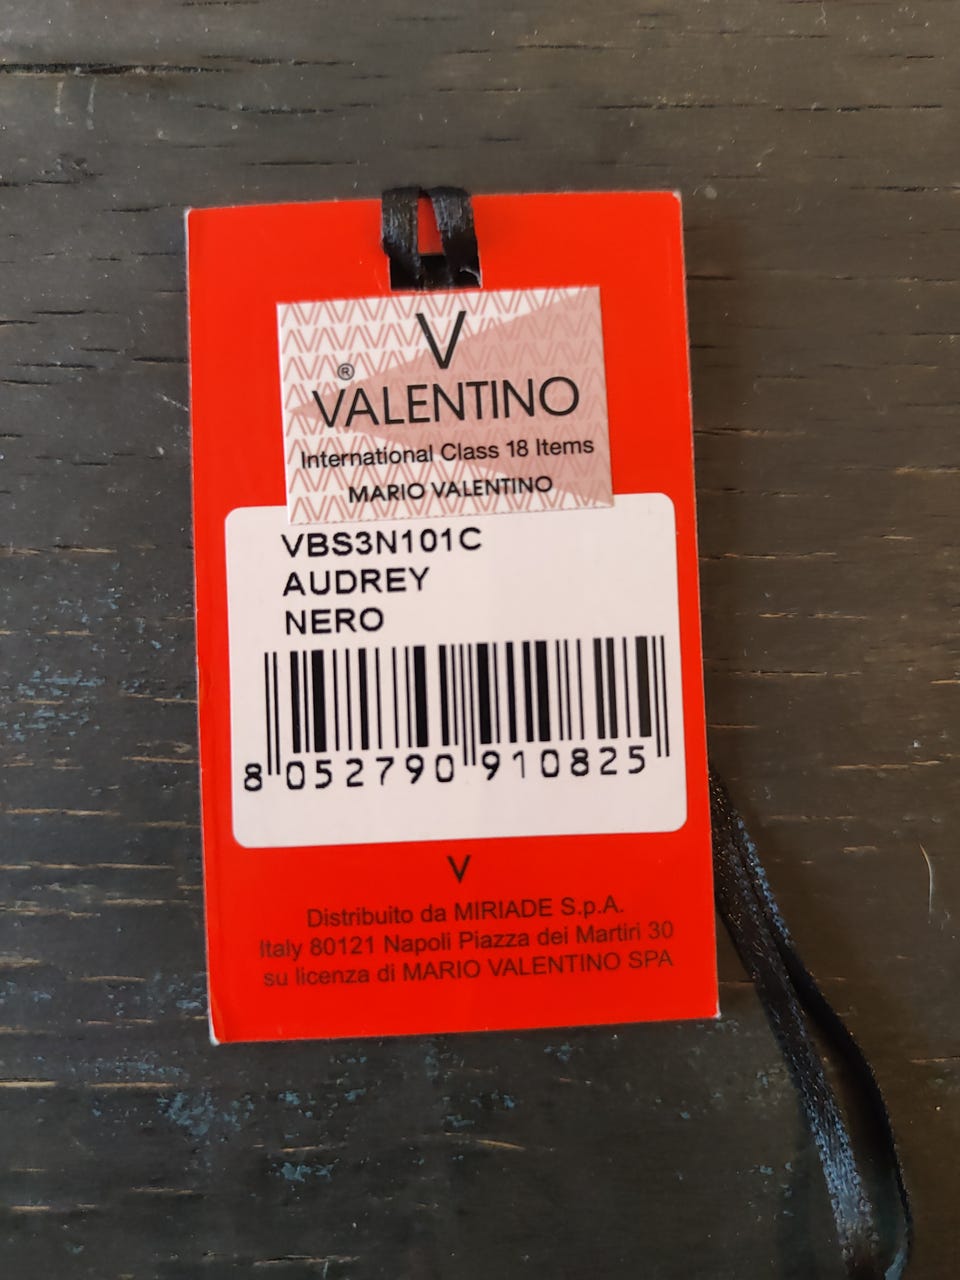 V
® VALENTINO
International Class 18 Items
MARIO VALENTINO
VBS3N101C
AUDREY
NERO
8 052790 910825
V
Distribuito da MIRIADE S.p.A.
Italy 80121 Napoli Piazza dei Martiri 30
su licenza di MARIO VALENTINO SPA